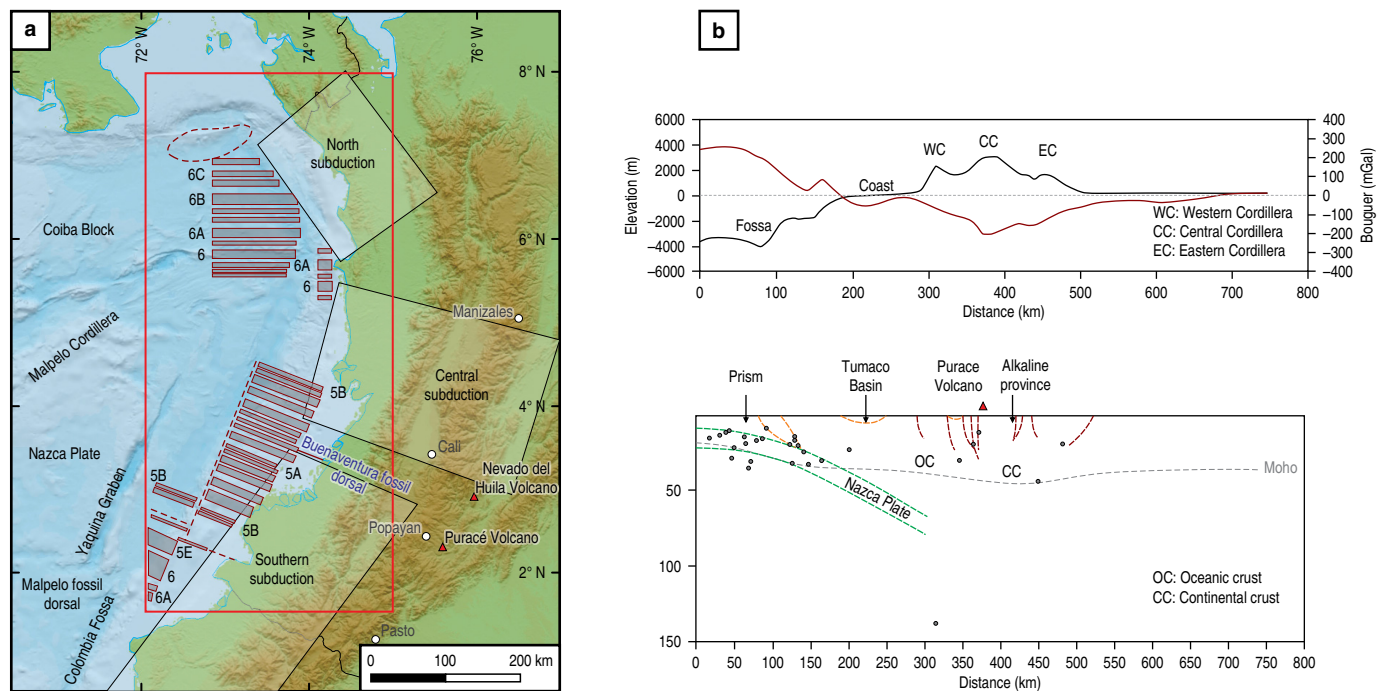 a
72° W
74° W
76° W
8° N
North
subduction
6C
6B
Coiba Block
6A
6° N
6
6A
6
Manizales
Malpelo Cordillera
Central
subduction
5B
4° N
Cali
Buenaventura fossil
dorsal
Nazca Plate
5A
Nevado del
Huila Volcano
5B
Yaquina Graben
5B
Popayan
Puracé Volcano
5E
Southern
subduction
6
2° N
Malpelo fossil
dorsal
6A
Colombia Fossa
Pasto
0 100 200 km
b
6000
4000
2000
0
–2000
–4000
–6000
Elevation (m)
400
300
200
100
0
–100
–200
–300
–400
Bouguer (mGal)
WC
CC
EC
Coast
Fossa
WC: Western Cordillera
CC: Central Cordillera
EC: Eastern Cordillera
0 100 200 300 400 500 600 700 800
Distance (km)
Prism
Tumaco
Basin
Purace
Volcano
Alkaline
province
OC
CC
Moho
Nazca Plate
50
100
150
OC: Oceanic crust
CC: Continental crust
0 50 100 150 200 250 300 350 400 450 500 550 600 650 700 750 800
Distance (km)